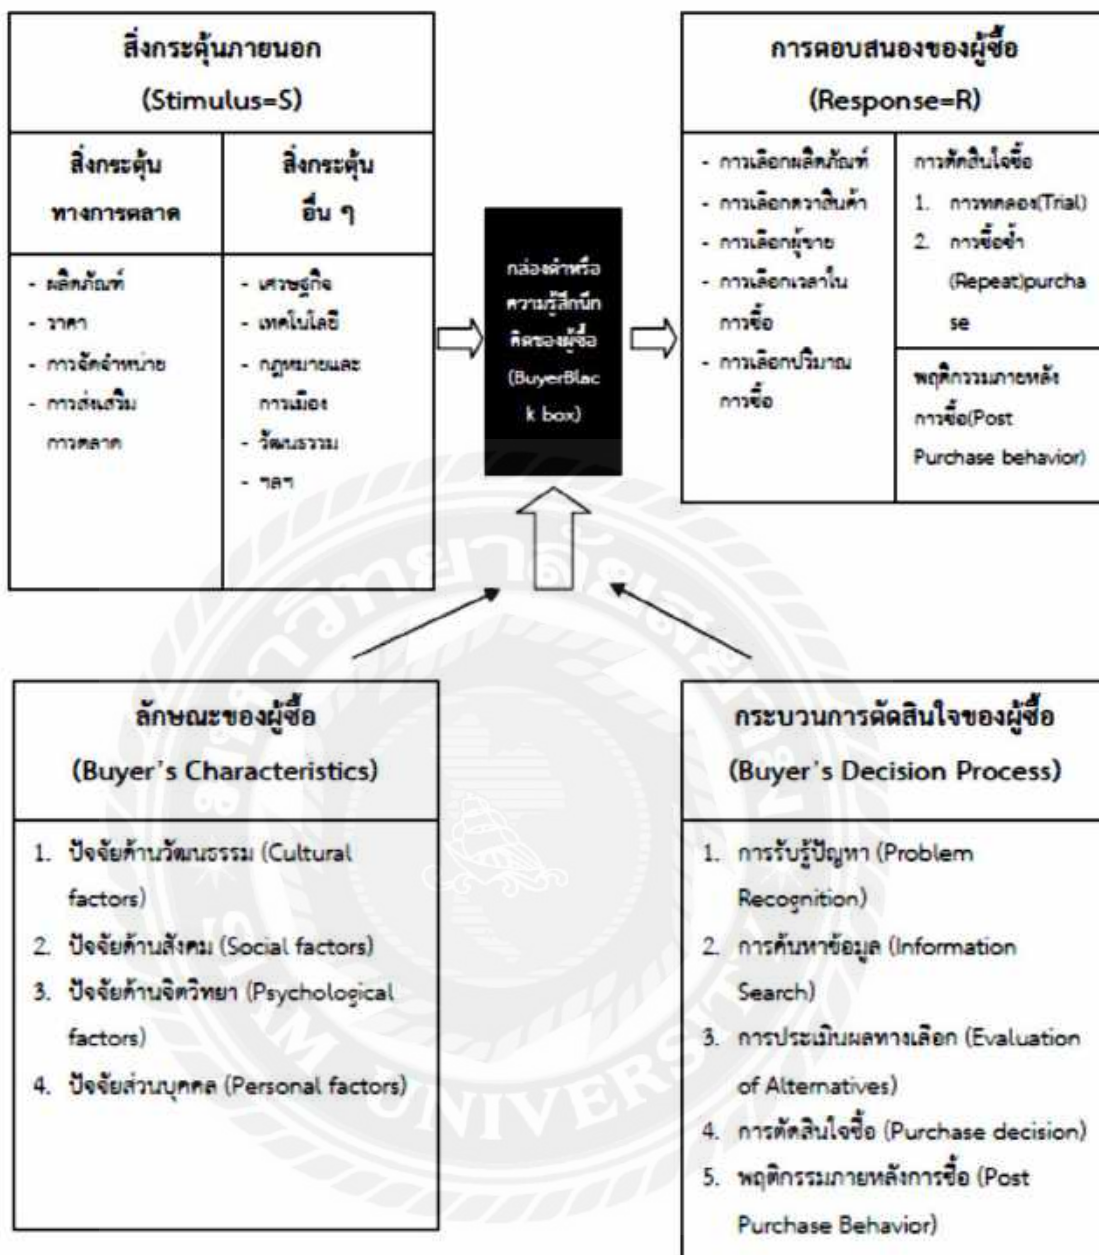 สิ่งกระตุ้นภายนอก
(Stimulus=S)
สิ่งกระตุ้น
ทางการตลาด
สิ่งกระตุ้น
อื่น ๆ
- ผลิตภัณฑ์
- ราคา
- การจัดจำหน่าย
- การส่งเสริม
การตลาด
- เศรษฐกิจ
- เทคโนโลยี
- กฎหมายและ
การเมือง
- วัฒนธรรม
- ฯลฯ
กล่องดำหรือ
ความรู้สึกนึก
คิดของผู้ซื้อ
(BuyerBlac
k box)
การตอบสนองของผู้ซื้อ
(Response=R)
- การเลือกผลิตภัณฑ์
- การเลือกตราสินค้า
- การเลือกผู้ขาย
- การเลือกเวลาใน
การซื้อ
- การเลือกปริมาณ
การซื้อ
การตัดสินใจซื้อ
1. การทดลอง(Trial)
2. การซื้อซ้ำ
(Repeat)purcha
se
พฤติกรรมภายหลัง
การซื้อ(Post
Purchase behavior)
ลักษณะของผู้ซื้อ
(Buyer's Characteristics)
1. ปัจจัยด้านวัฒนธรรม (Cultural
factors)
2. ปัจจัยด้านสังคม (Social factors)
3. ปัจจัยด้านจิตวิทยา (Psychological
factors)
4. ปัจจัยส่วนบุคคล (Personal factors)
กระบวนการตัดสินใจของผู้ซื้อ
(Buyer's Decision Process)
1. การรับรู้ปัญหา (Problem
Recognition)
2. การค้นหาข้อมูล (Information
Search)
3. การประเมินผลทางเลือก (Evaluation
of Alternatives)
4. การตัดสินใจซื้อ (Purchase decision)
5. พฤติกรรมภายหลังการซื้อ (Post
Purchase Behavior)
มหาวิทยาลัยสยาม
SIAM UNIVERSITY